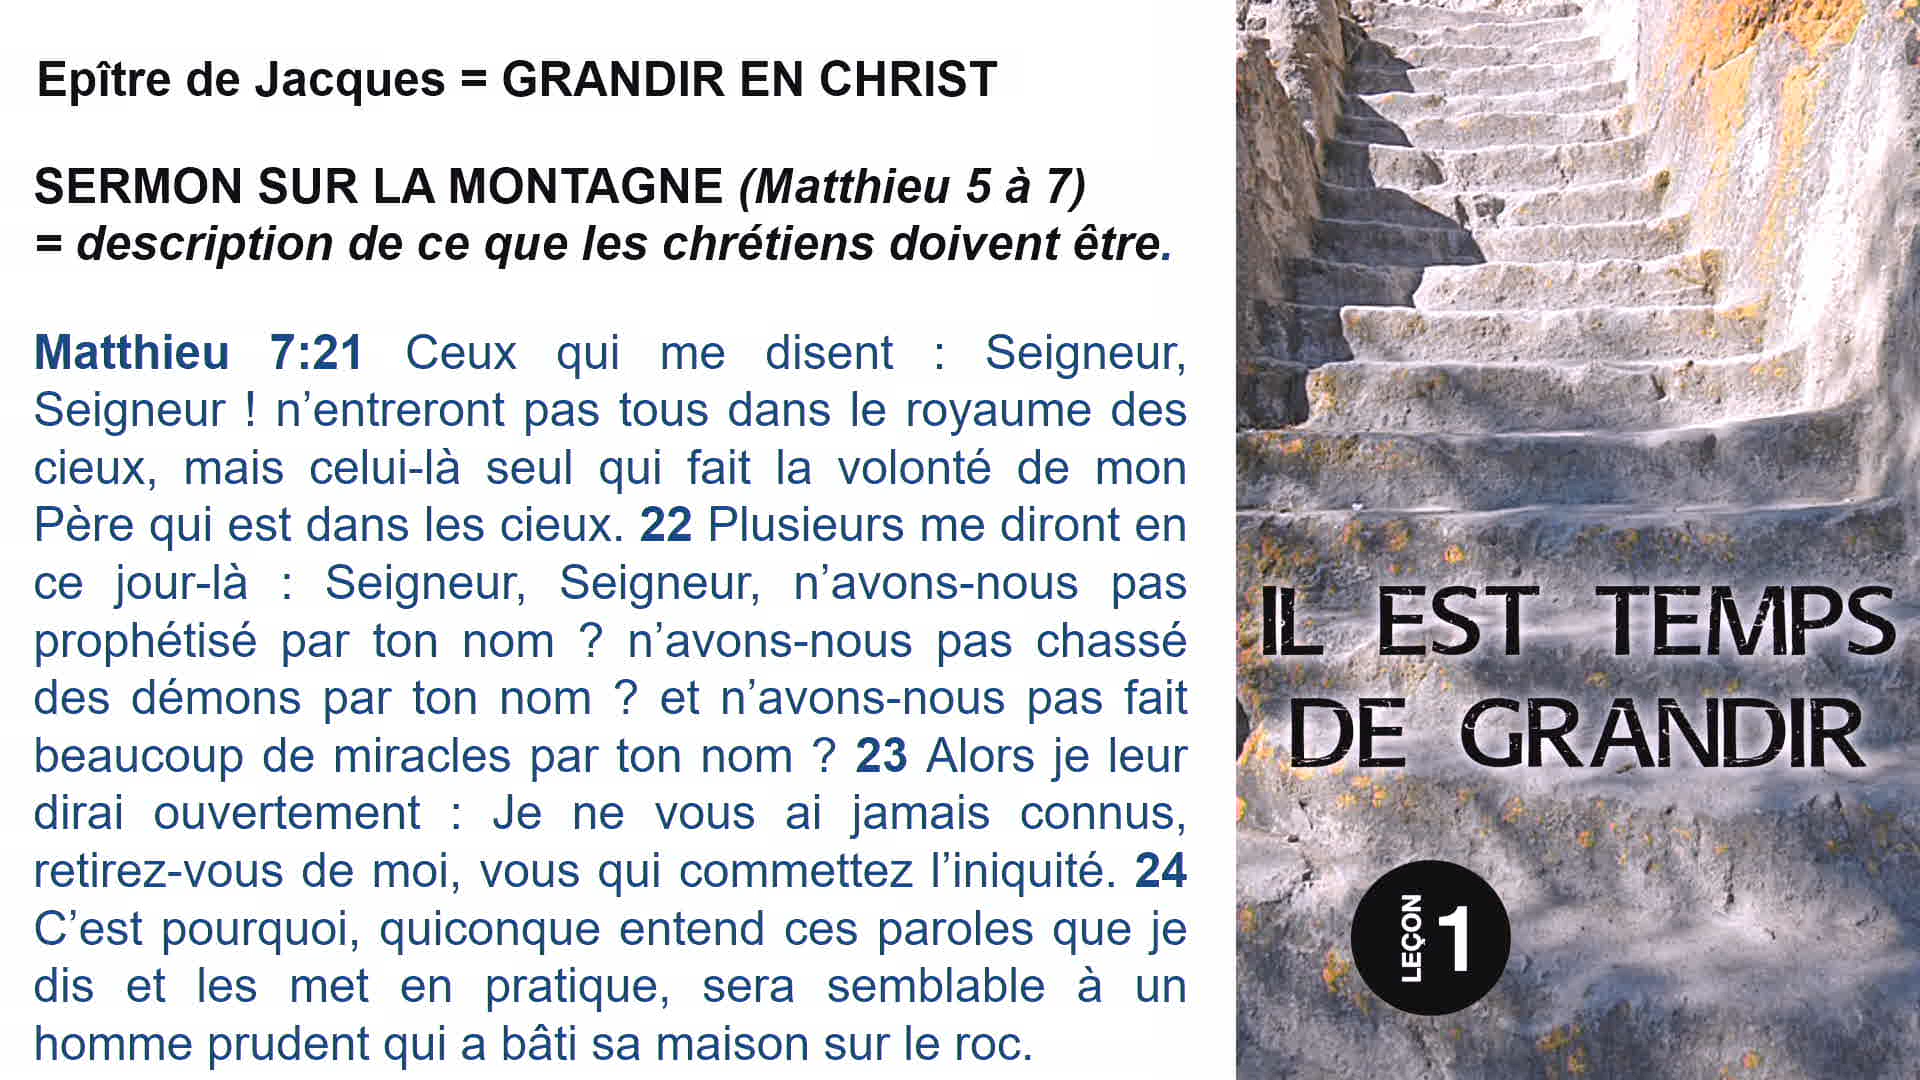 Epître de Jacques = GRANDIR EN CHRIST
SERMON SUR LA MONTAGNE (Matthieu 5 à 7)
= description de ce que les chrétiens doivent être.
Matthieu 7:21 Ceux qui me disent : Seigneur,
Seigneur ! n’entreront pas tous dans le royaume des
cieux, mais celui-là seul qui fait la volonté de mon
Père qui est dans les cieux. 22 Plusieurs me diront en
ce jour-là : Seigneur, Seigneur, n’avons-nous pas
prophétisé par ton nom ? n’avons-nous pas chassé
des démons par ton nom ? et n’avons-nous pas fait
beaucoup de miracles par ton nom ? 23 Alors je leur
dirai ouvertement : Je ne vous ai jamais connus,
retirez-vous de moi, vous qui commettez l’iniquité. 24
C’est pourquoi, quiconque entend ces paroles que je
dis et les met en pratique, sera semblable à un
homme prudent qui a bâti sa maison sur le roc.
IL EST TEMPS
DE GRANDIR
LEÇON 1